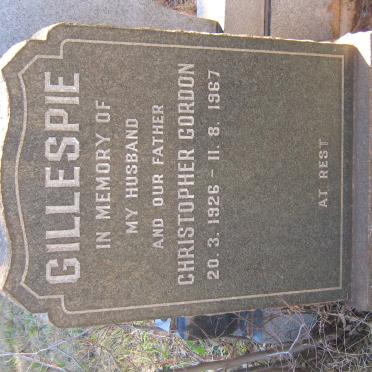 GILLESPIE
IN MEMORY OF
MY HUSBAND
AND OUR FATHER
CHRISTOPHER GORDON
20. 3. 1926 - 11. 8. 1967
AT REST